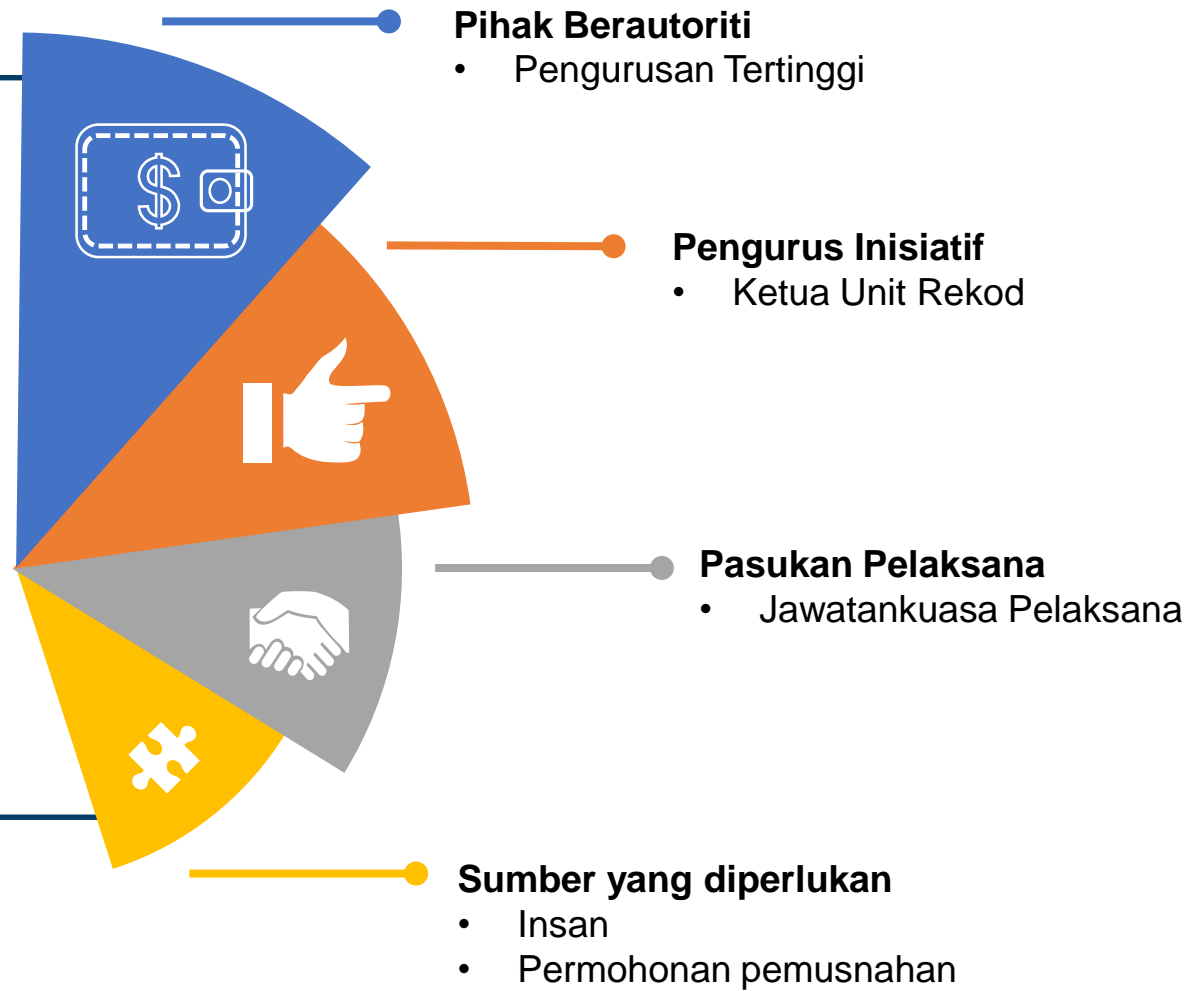 Pihak Berautoriti
• Pengurusan Tertinggi
$
Pengurus Inisiatif
• Ketua Unit Rekod
Pasukan Pelaksana
• Jawatankuasa Pelaksana
Sumber yang diperlukan
• Insan
• Permohonan pemusnahan